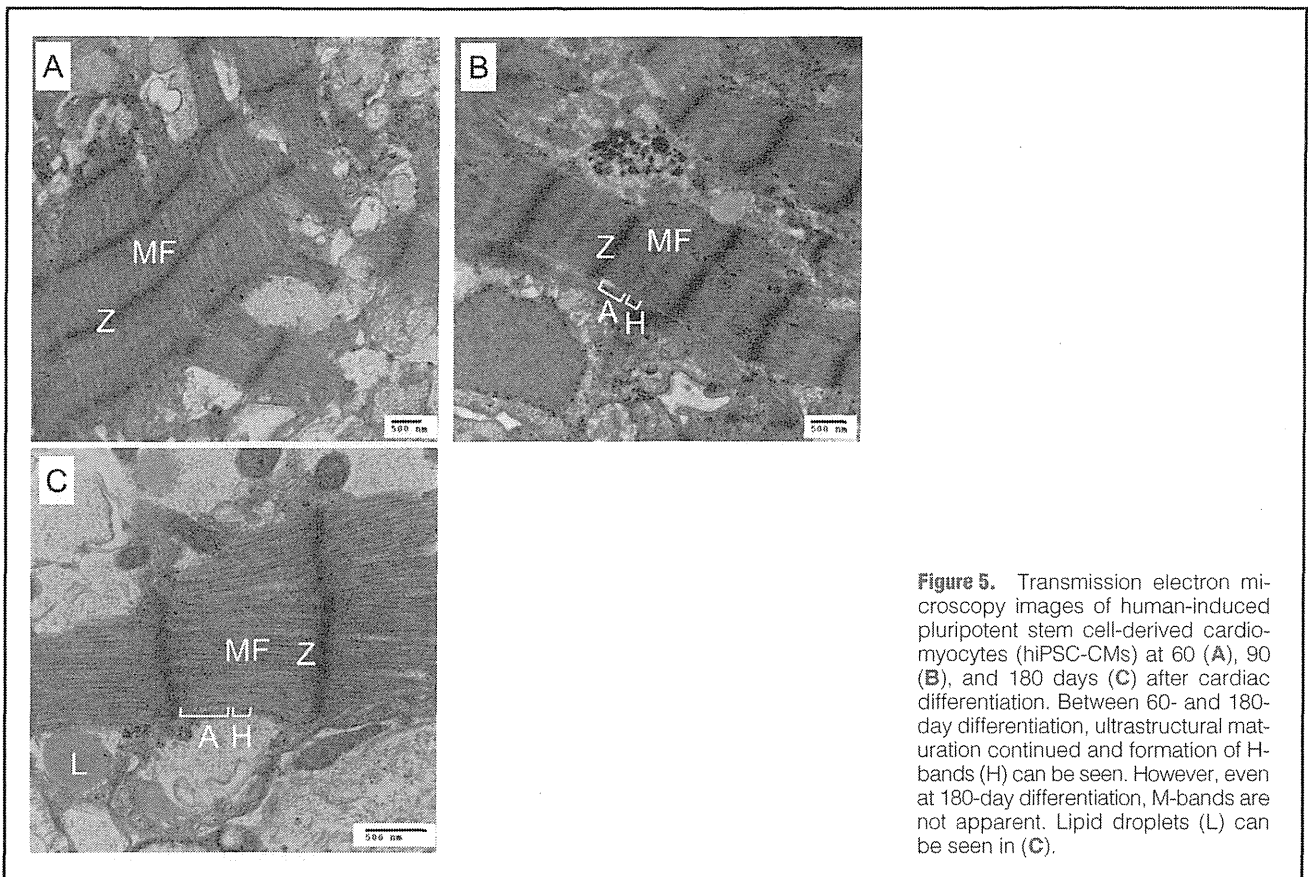 A
MF
Z
500 nm
B
Z
MF
A
H
500 nm
C
MF
Z
A
H
L
500 nm
Figure 5. Transmission electron mi-
croscopy images of human-induced
pluripotent stem cell-derived cardio-
myocytes (hiPSC-CMs) at 60 (A), 90
(B), and 180 days (C) after cardiac
differentiation. Between 60- and 180-
day differentiation, ultrastructural mat-
uration continued and formation of H-
bands (H) can be seen. However, even
at 180-day differentiation, M-bands are
not apparent. Lipid droplets (L) can
be seen in (C).